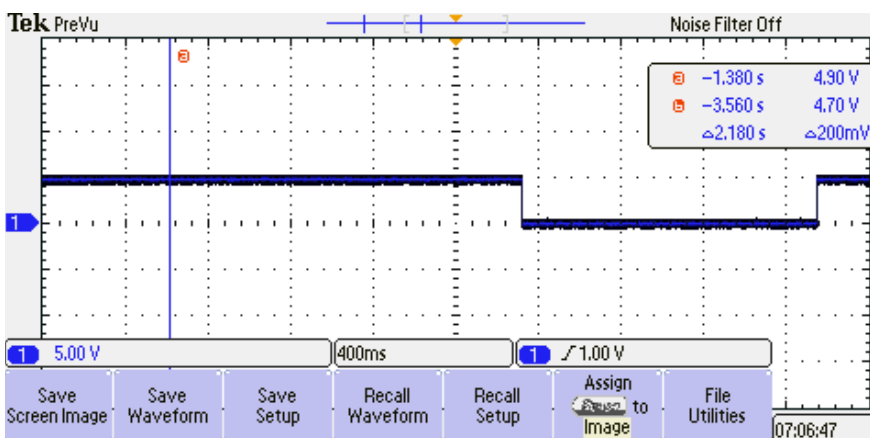 Tek PreVu Noise Filter Off
a
a -1.380 s 4.90 V
b -3.560 s 4.70 V
△2.180 s △200mV
1
1 5.00 V 400ms 1 ʃ 1.00 V
Save Screen Image
Save Waveform
Save Setup
Recall Waveform
Recall Setup
Assign
to
Image
File Utilities
07:06:47